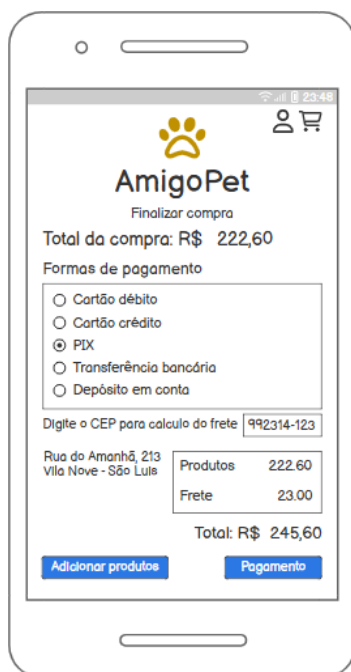 23:48
AmigoPet
Finalizar compra
Total da compra: R$ 222,60
Formas de pagamento
Cartão débito
Cartão crédito
PIX
Transferência bancária
Depósito em conta
Digite o CEP para calculo do frete 992314-123
Rua do Amanhã, 213
Vila Nove - São Luis
Produtos 222.60
Frete 23.00
Total: R$ 245,60
Adicionar produtos
Pagamento